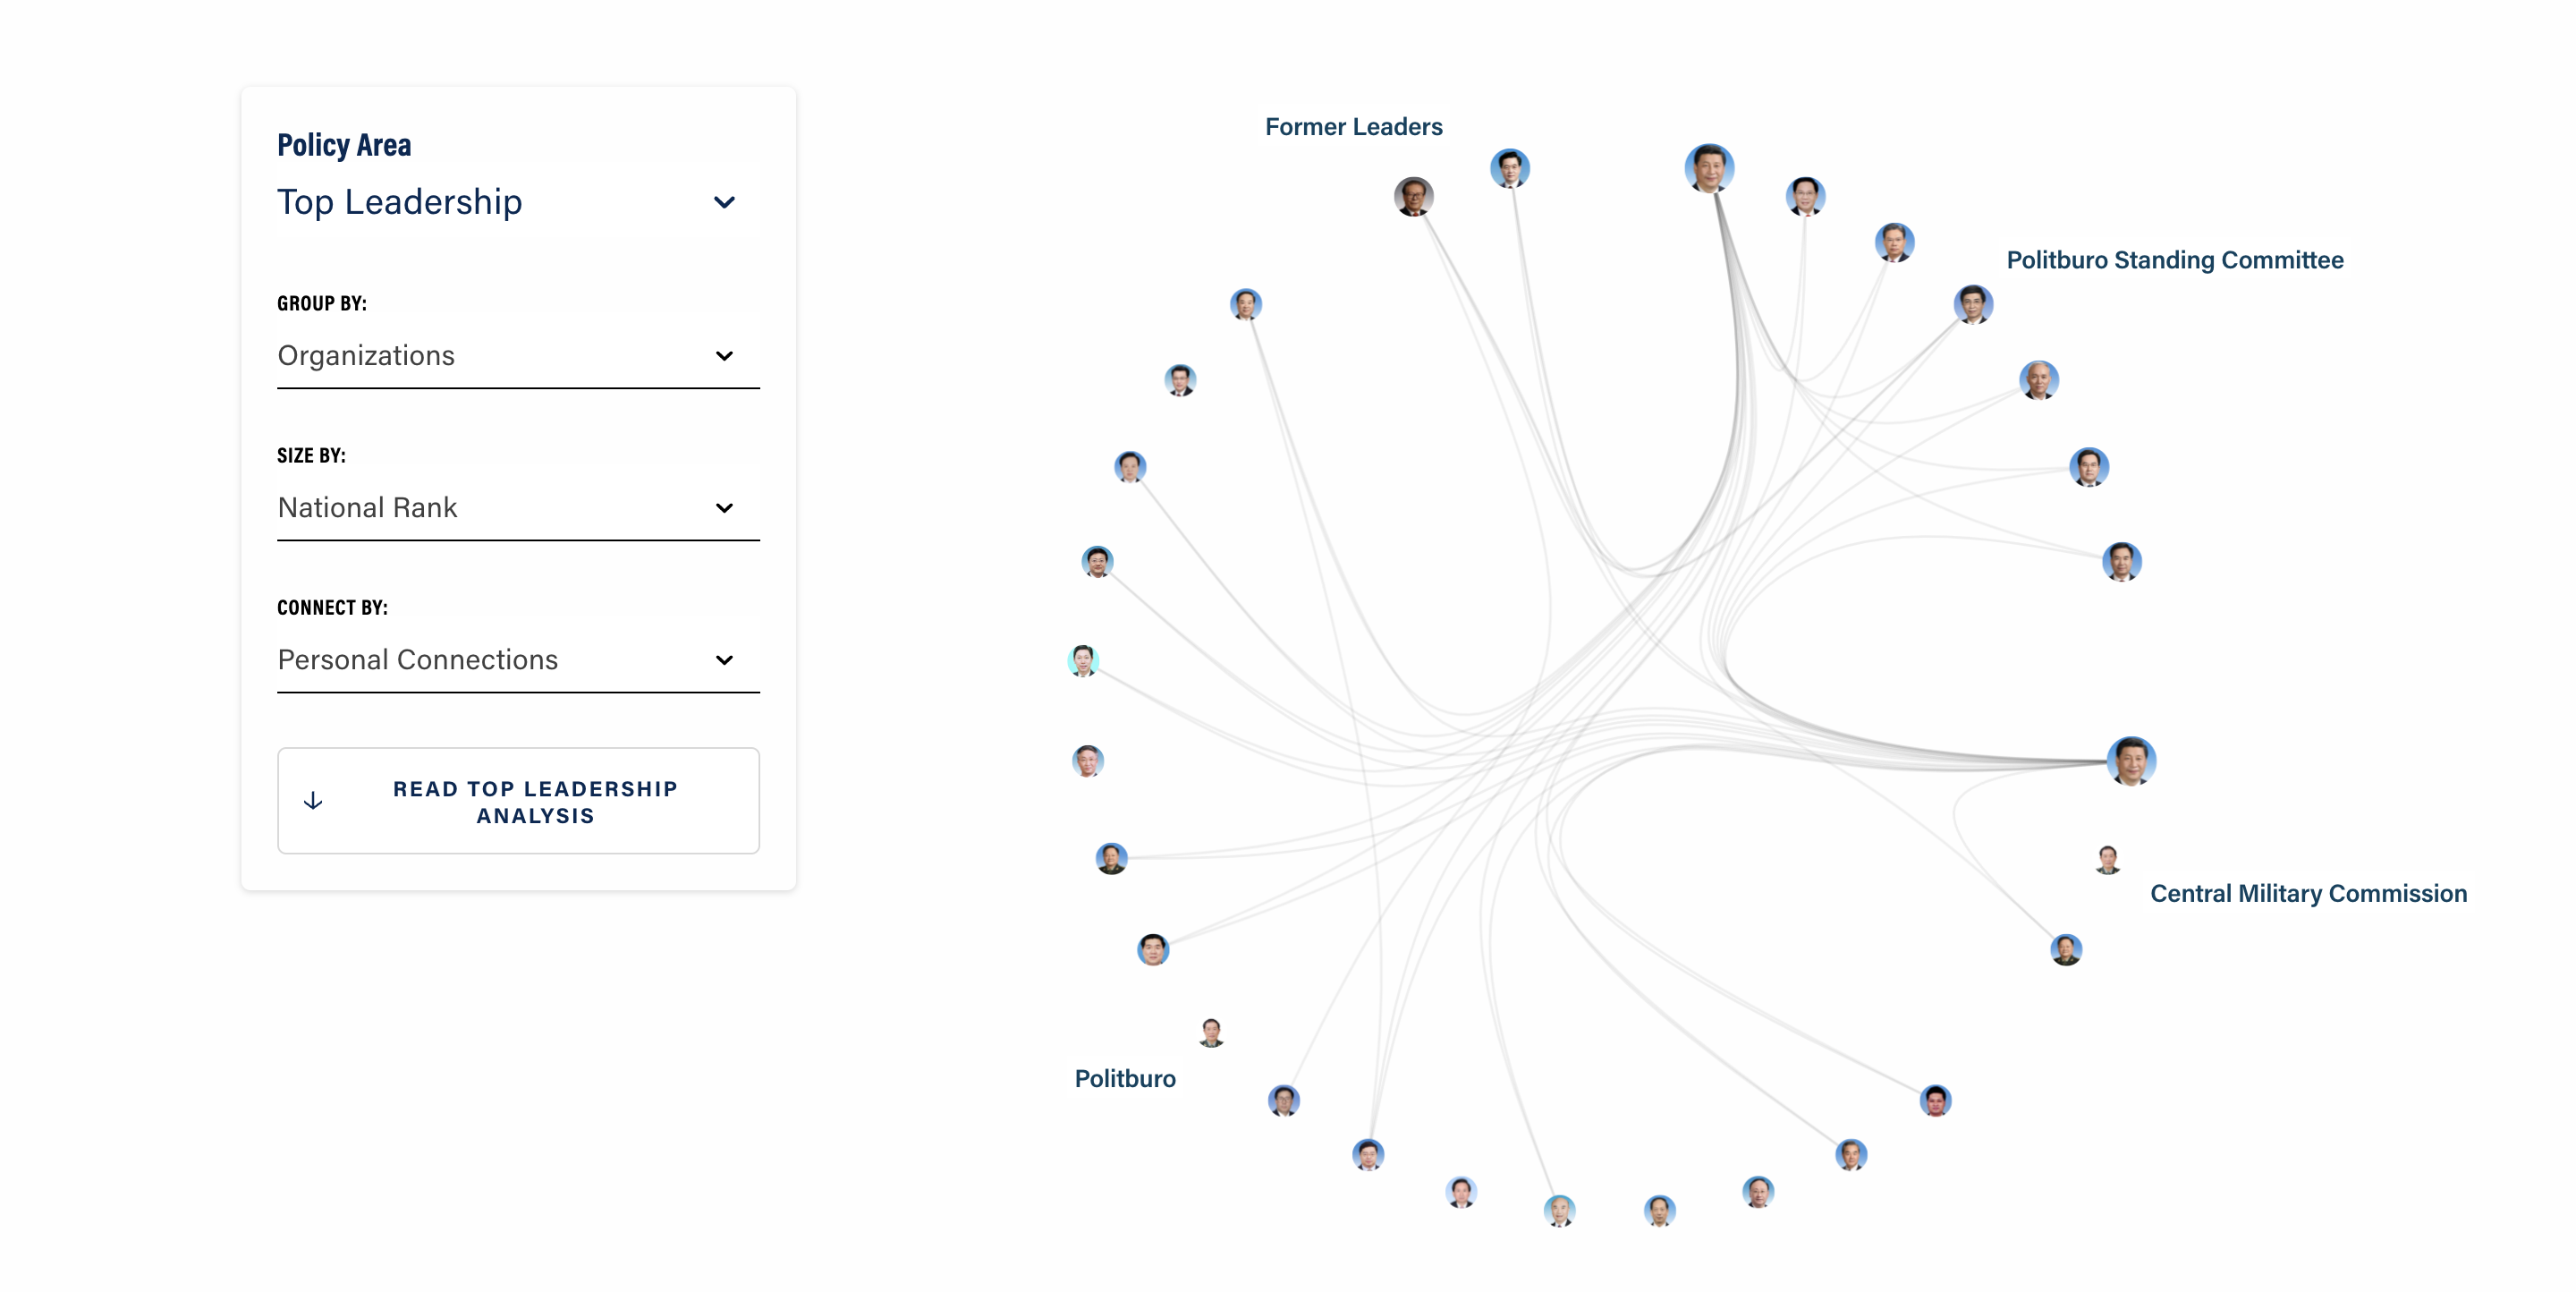 Policy Area
Top Leadership
GROUP BY:
Organizations
SIZE BY:
National Rank
CONNECT BY:
Personal Connections
READ TOP LEADERSHIP
ANALYSIS
Former Leaders
Politburo Standing Committee
Central Military Commission
Politburo